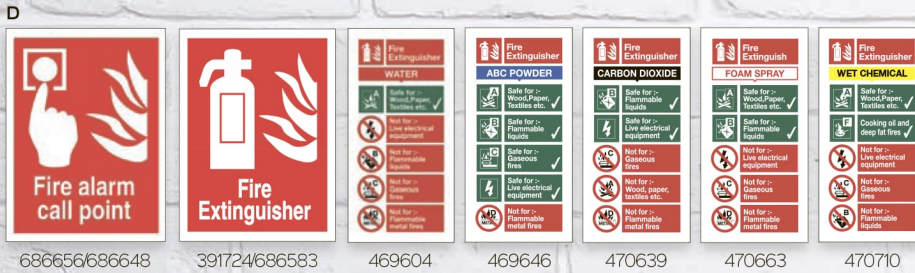 D
Fire alarm
call point
Fire
Extinguisher
Fire
Extinguisher
WATER
A
Safe for :-
Wood,Paper,
Textiles etc.
Not for :-
Live electrical
equipment
B
Not for :-
Flammable
liquids
C
Not for :-
Gaseous
fires
D
METAL
Not for :-
Flammable
metal fires
Fire
Extinguisher
ABC POWDER
A
Safe for :-
Wood,Paper,
Textiles etc.
B
Safe for :-
Flammable
liquids
C
Safe for :-
Gaseous
fires
Safe for :-
Live electrical
equipment
D
METAL
Not for :-
Flammable
metal fires
Fire
Extinguisher
CARBON DIOXIDE
B
Safe for :-
Flammable
liquids
Safe for :-
Live electrical
equipment
C
Not for :-
Gaseous
fires
A
Not for :-
Wood, paper,
textiles etc.
D
METAL
Not for :-
Flammable
metal fires
Fire
Extinguish
FOAM SPRAY
A
Safe for :-
Wood,Paper,
Textiles etc.
B
Safe for :-
Flammable
liquids
Not for :-
Live electrical
equipment
C
Not for :-
Gaseous
fires
D
METAL
Not for :-
Flammable
metal fires
Fire
Extinguisher
WET CHEMICAL
A
Safe for :-
Wood,Paper,
Textiles etc.
F
Cooking oil and
deep fat fires
Not for :-
Live electrical
equipment
C
Not for :-
Gaseous
fires
B
Not for :-
Flammable
liquids
686656/686648
391724/686583
469604
469646
470639
470663
470710